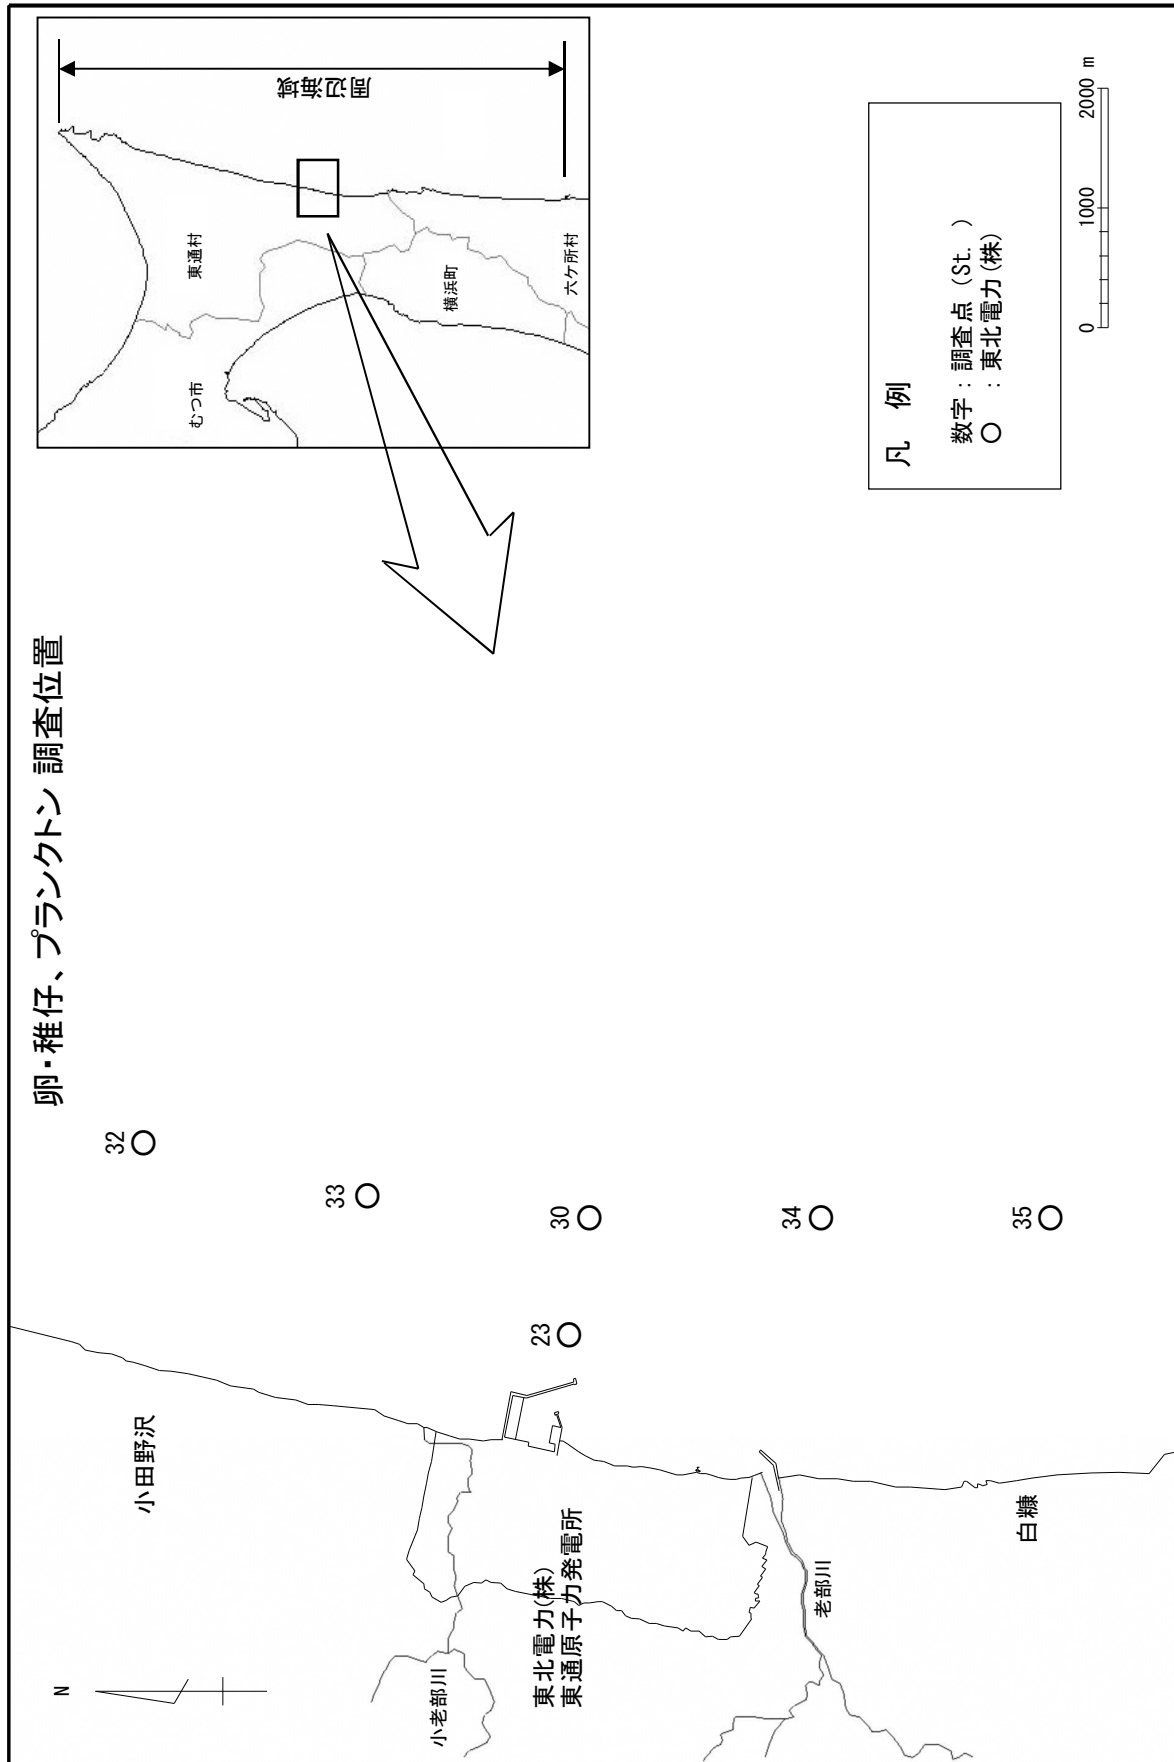 卵・稚仔、プランクトン 調査位置
周辺海域
東通村
むつ市
横浜町
六ケ所村
凡 例
数字：調査点（St. ）
○ ：東北電力(株)
0 1000 2000 m
32
33
30
34
35
23
小田野沢
東北電力(株)
東通原子力発電所
白糠
老部川
小老部川
N